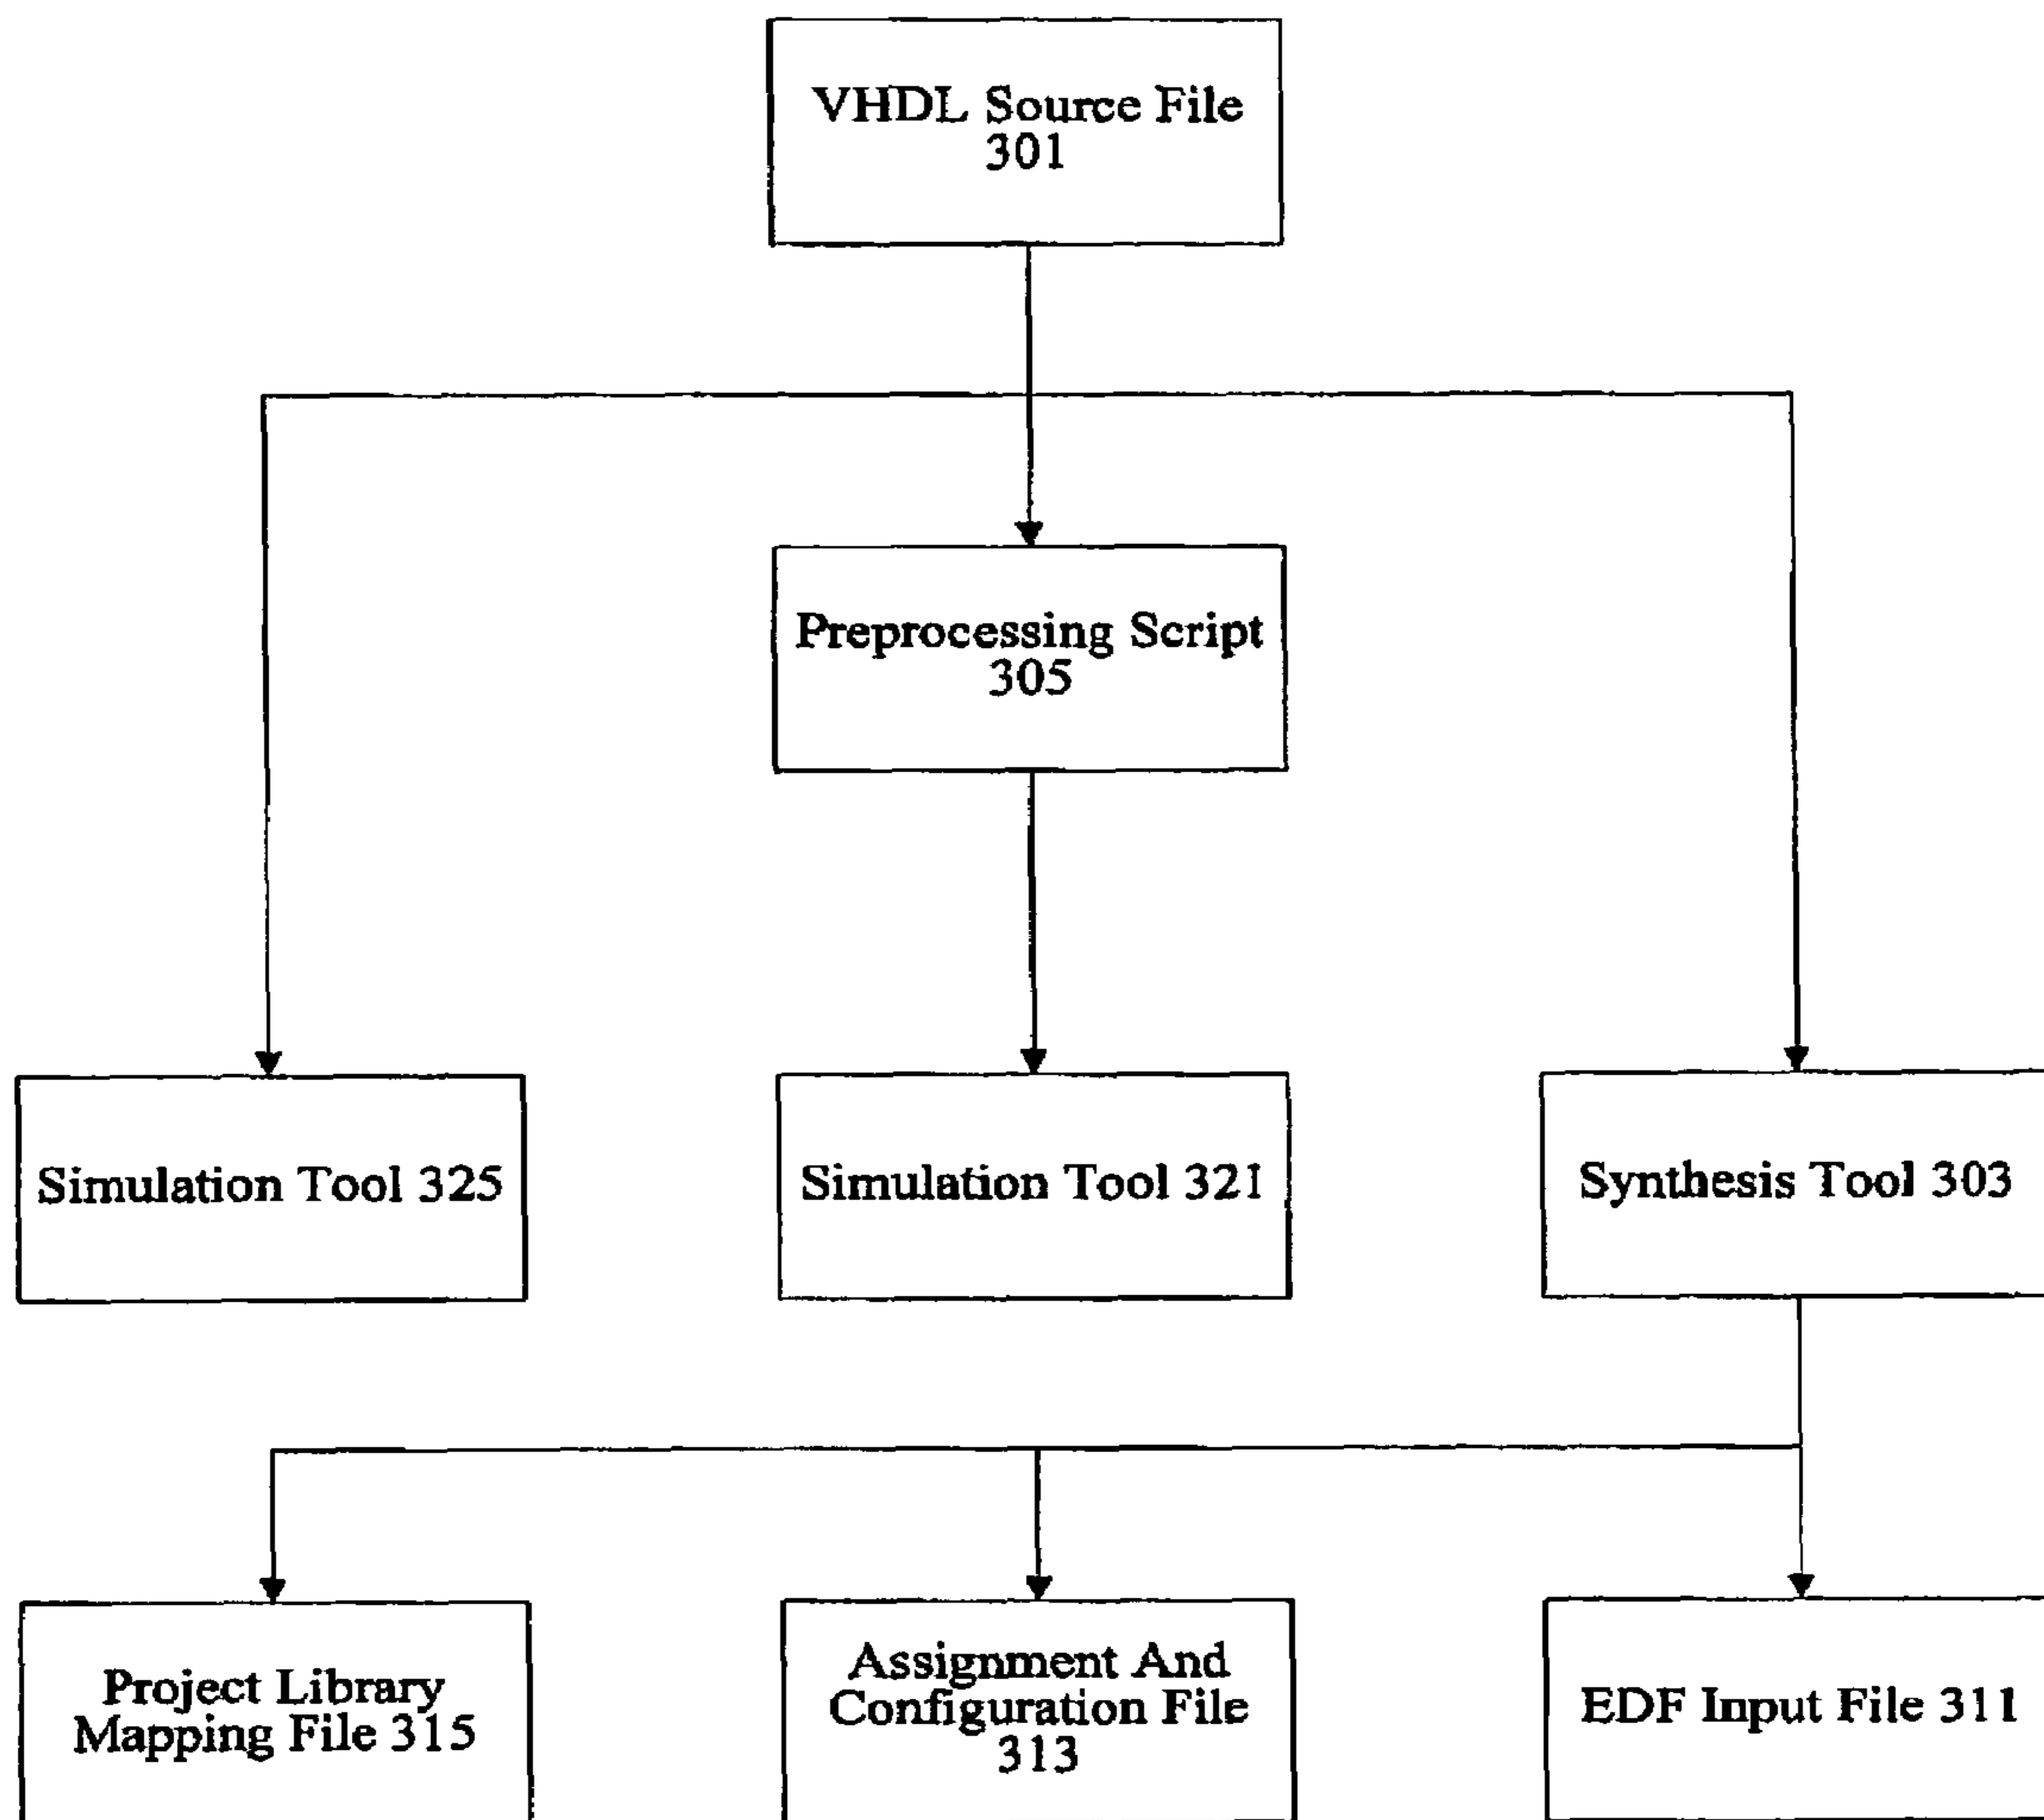 VHDL Source File
301
Preprocessing Script
305
Simulation Tool 325
Simulation Tool 321
Synthesis Tool 303
Project Library
Mapping File 315
Assignment And
Configuration File
313
EDF Input File 311